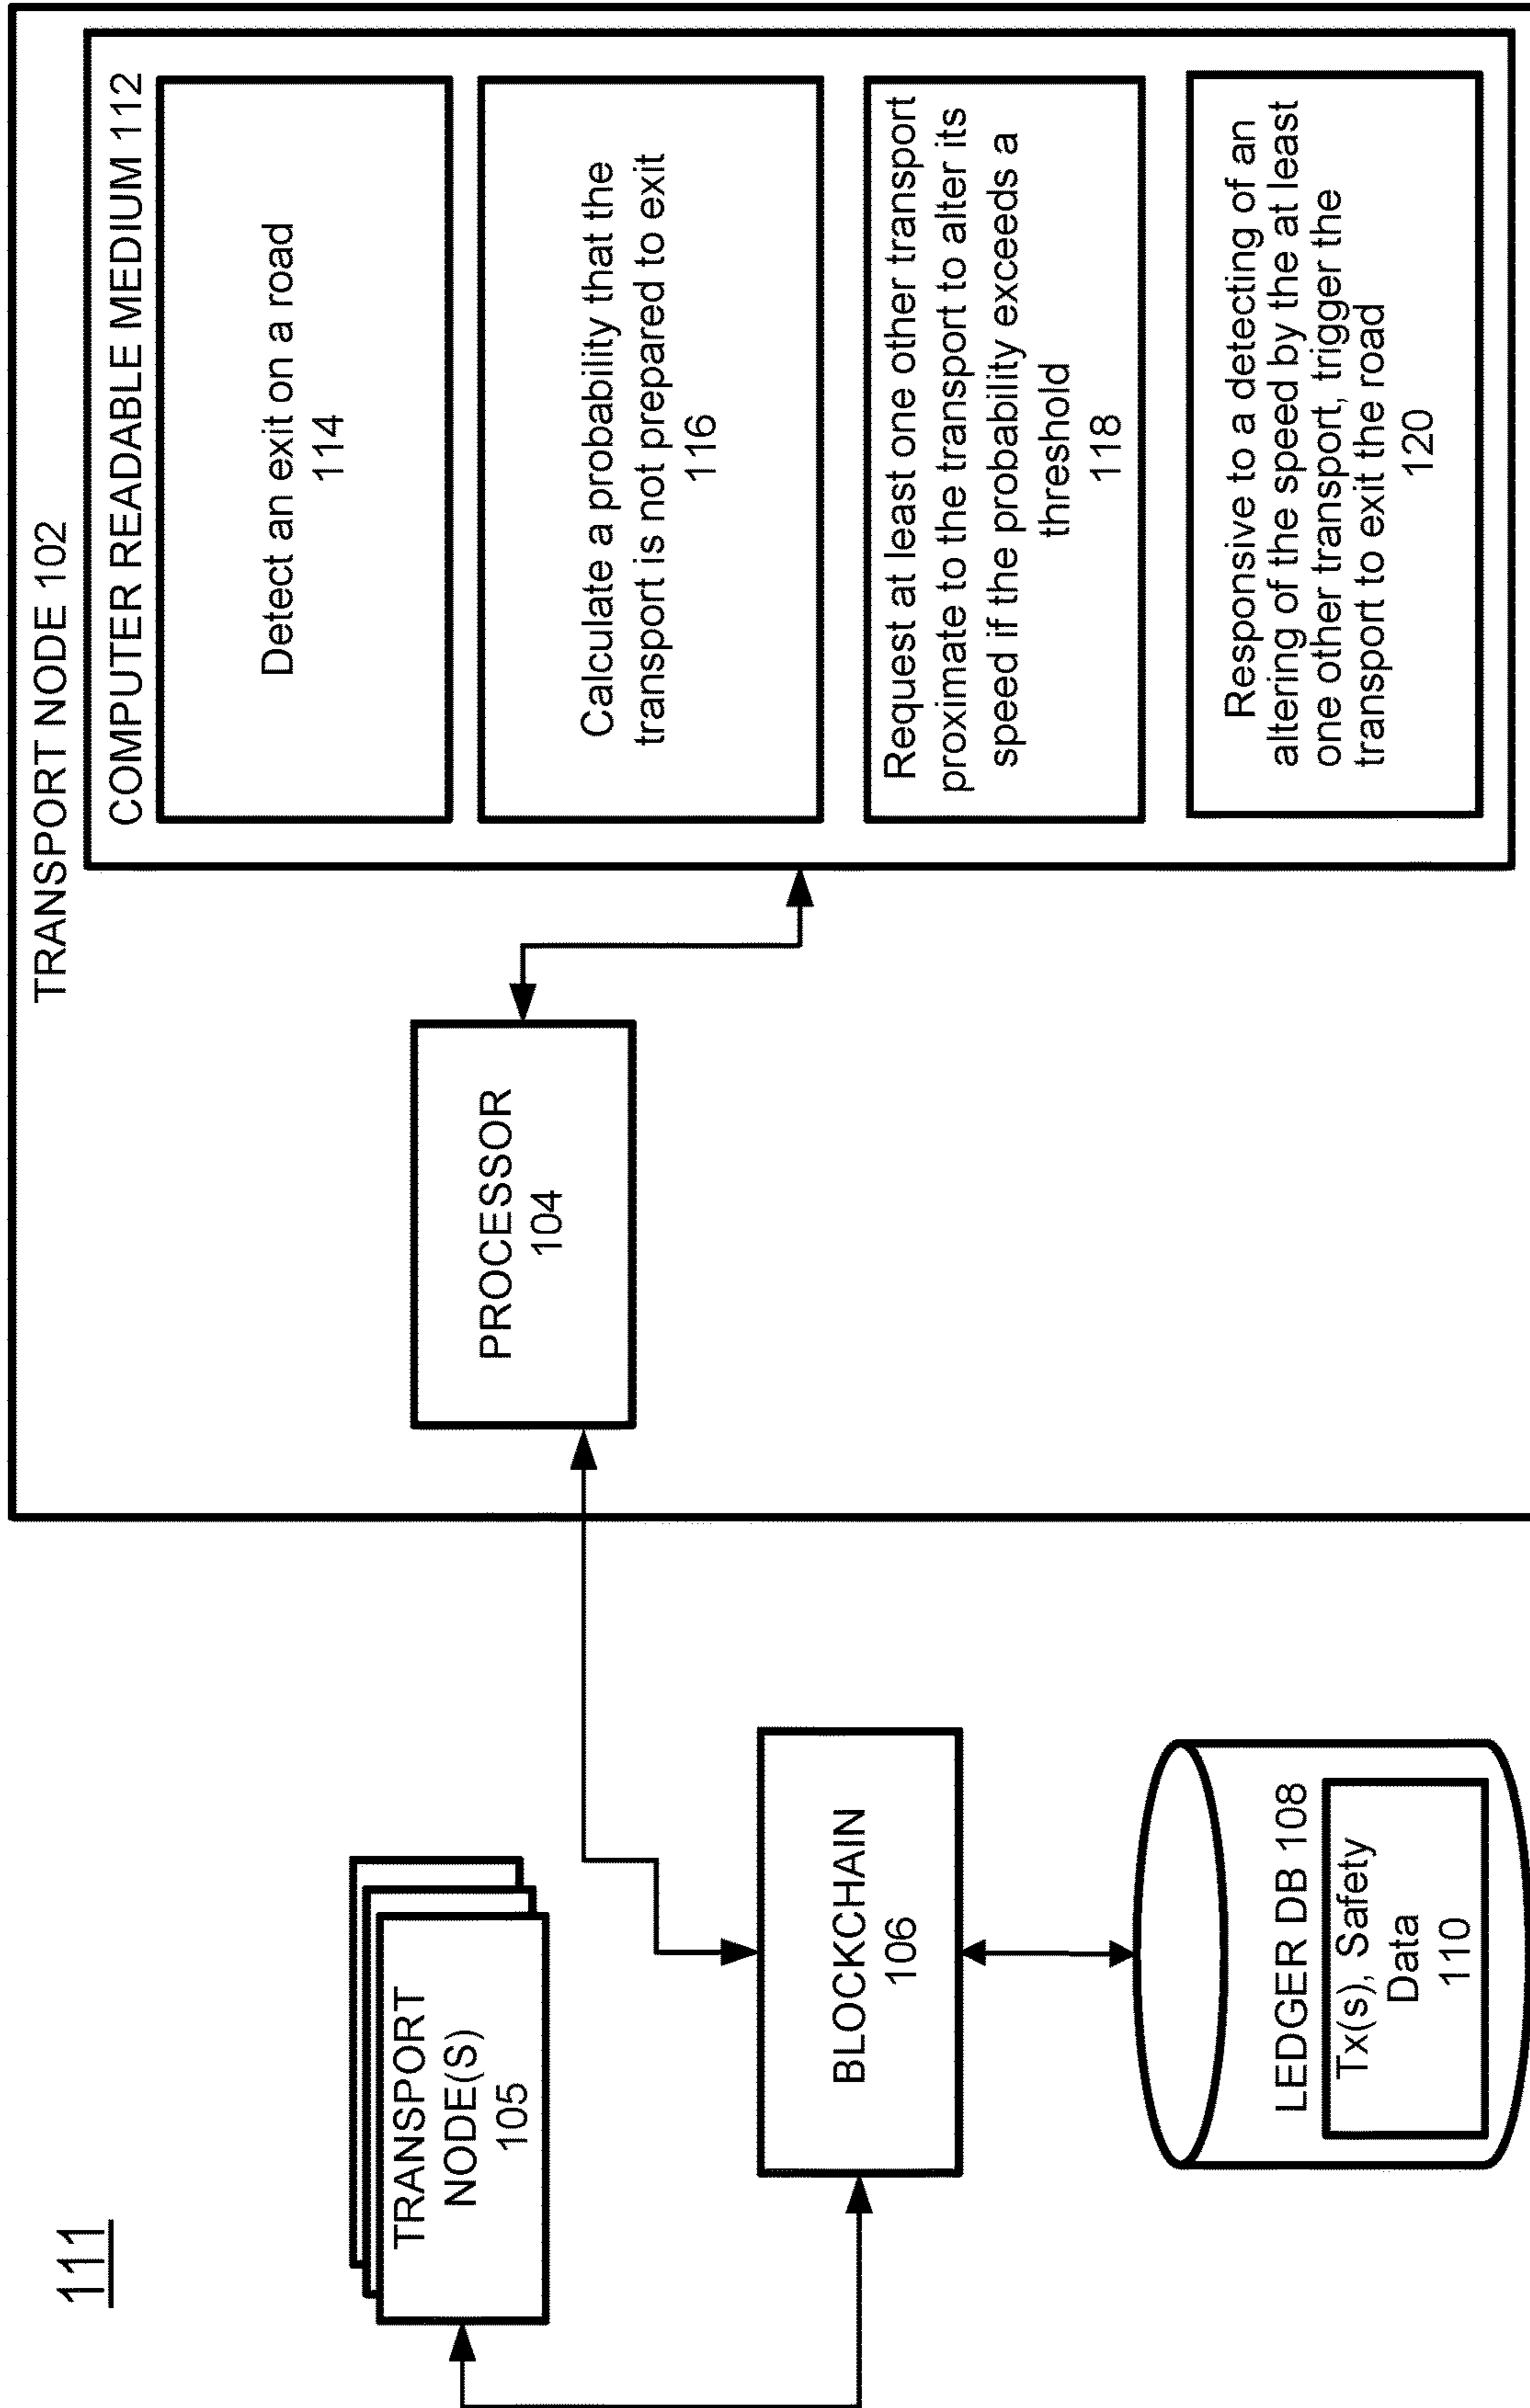 111
TRANSPORT
NODE(S)
105
BLOCKCHAIN
106
LEDGER DB 108
Tx(s), Safety
Data
110
TRANSPORT NODE 102
PROCESSOR
104
COMPUTER READABLE MEDIUM 112
Detect an exit on a road
114
Calculate a probability that the
transport is not prepared to exit
116
Request at least one other transport
proximate to the transport to alter its
speed if the probability exceeds a
threshold
118
Responsive to a detecting of an
altering of the speed by the at least
one other transport, trigger the
transport to exit the road
120